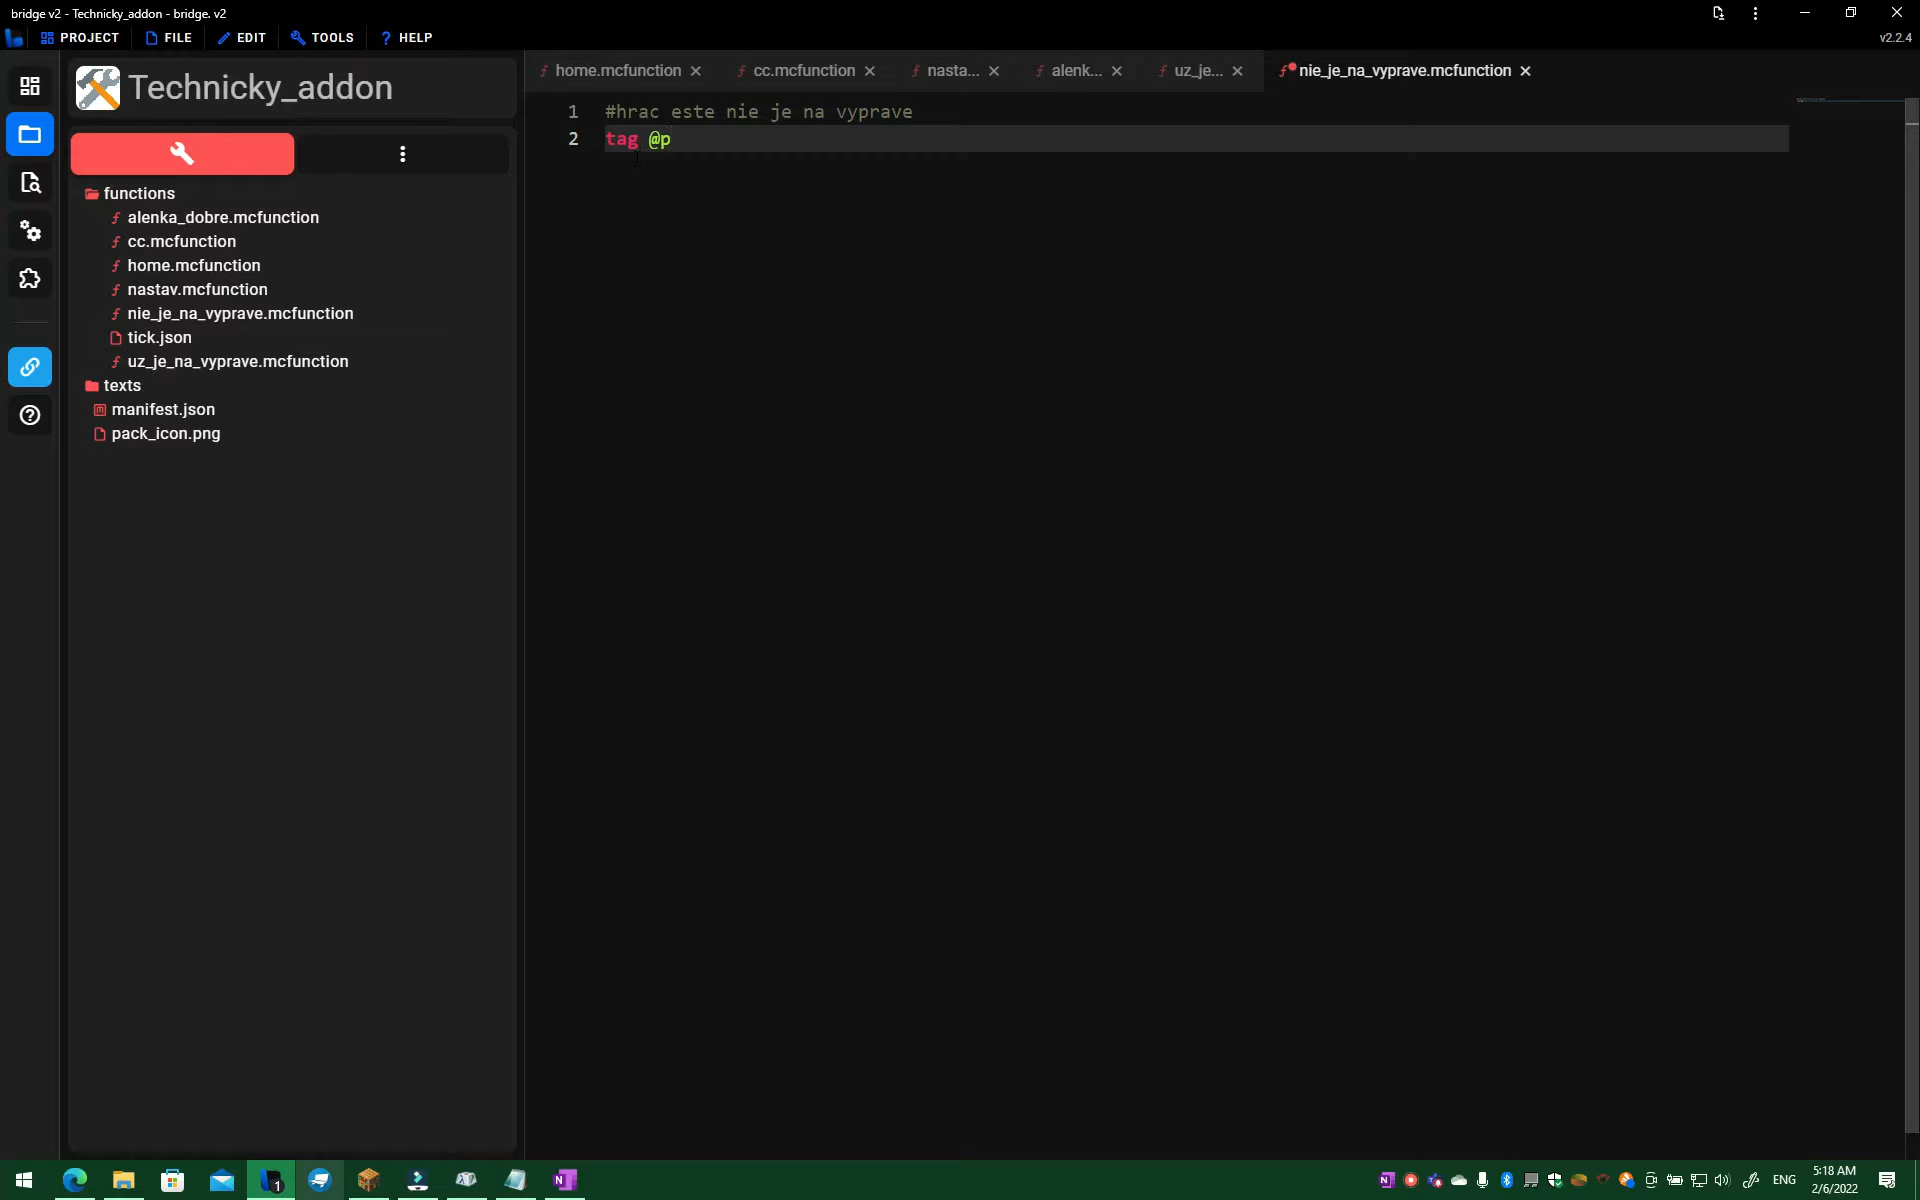 bridge v2 - Technicky_addon - bridge. v2
PROJECT FILE EDIT TOOLS ? HELP
v2.2.4
Technicky_addon
home.mcfunction
cc.mcfunction
nasta...
alenk...
uz_je...
nie_je_na_vyprave.mcfunction
functions
alenka_dobre.mcfunction
cc.mcfunction
home.mcfunction
nastav.mcfunction
nie_je_na_vyprave.mcfunction
tick.json
uz_je_na_vyprave.mcfunction
texts
manifest.json
pack_icon.png
1 #hrac este nie je na vyprave
2 tag @p
ENG
5:18 AM
2/6/2022